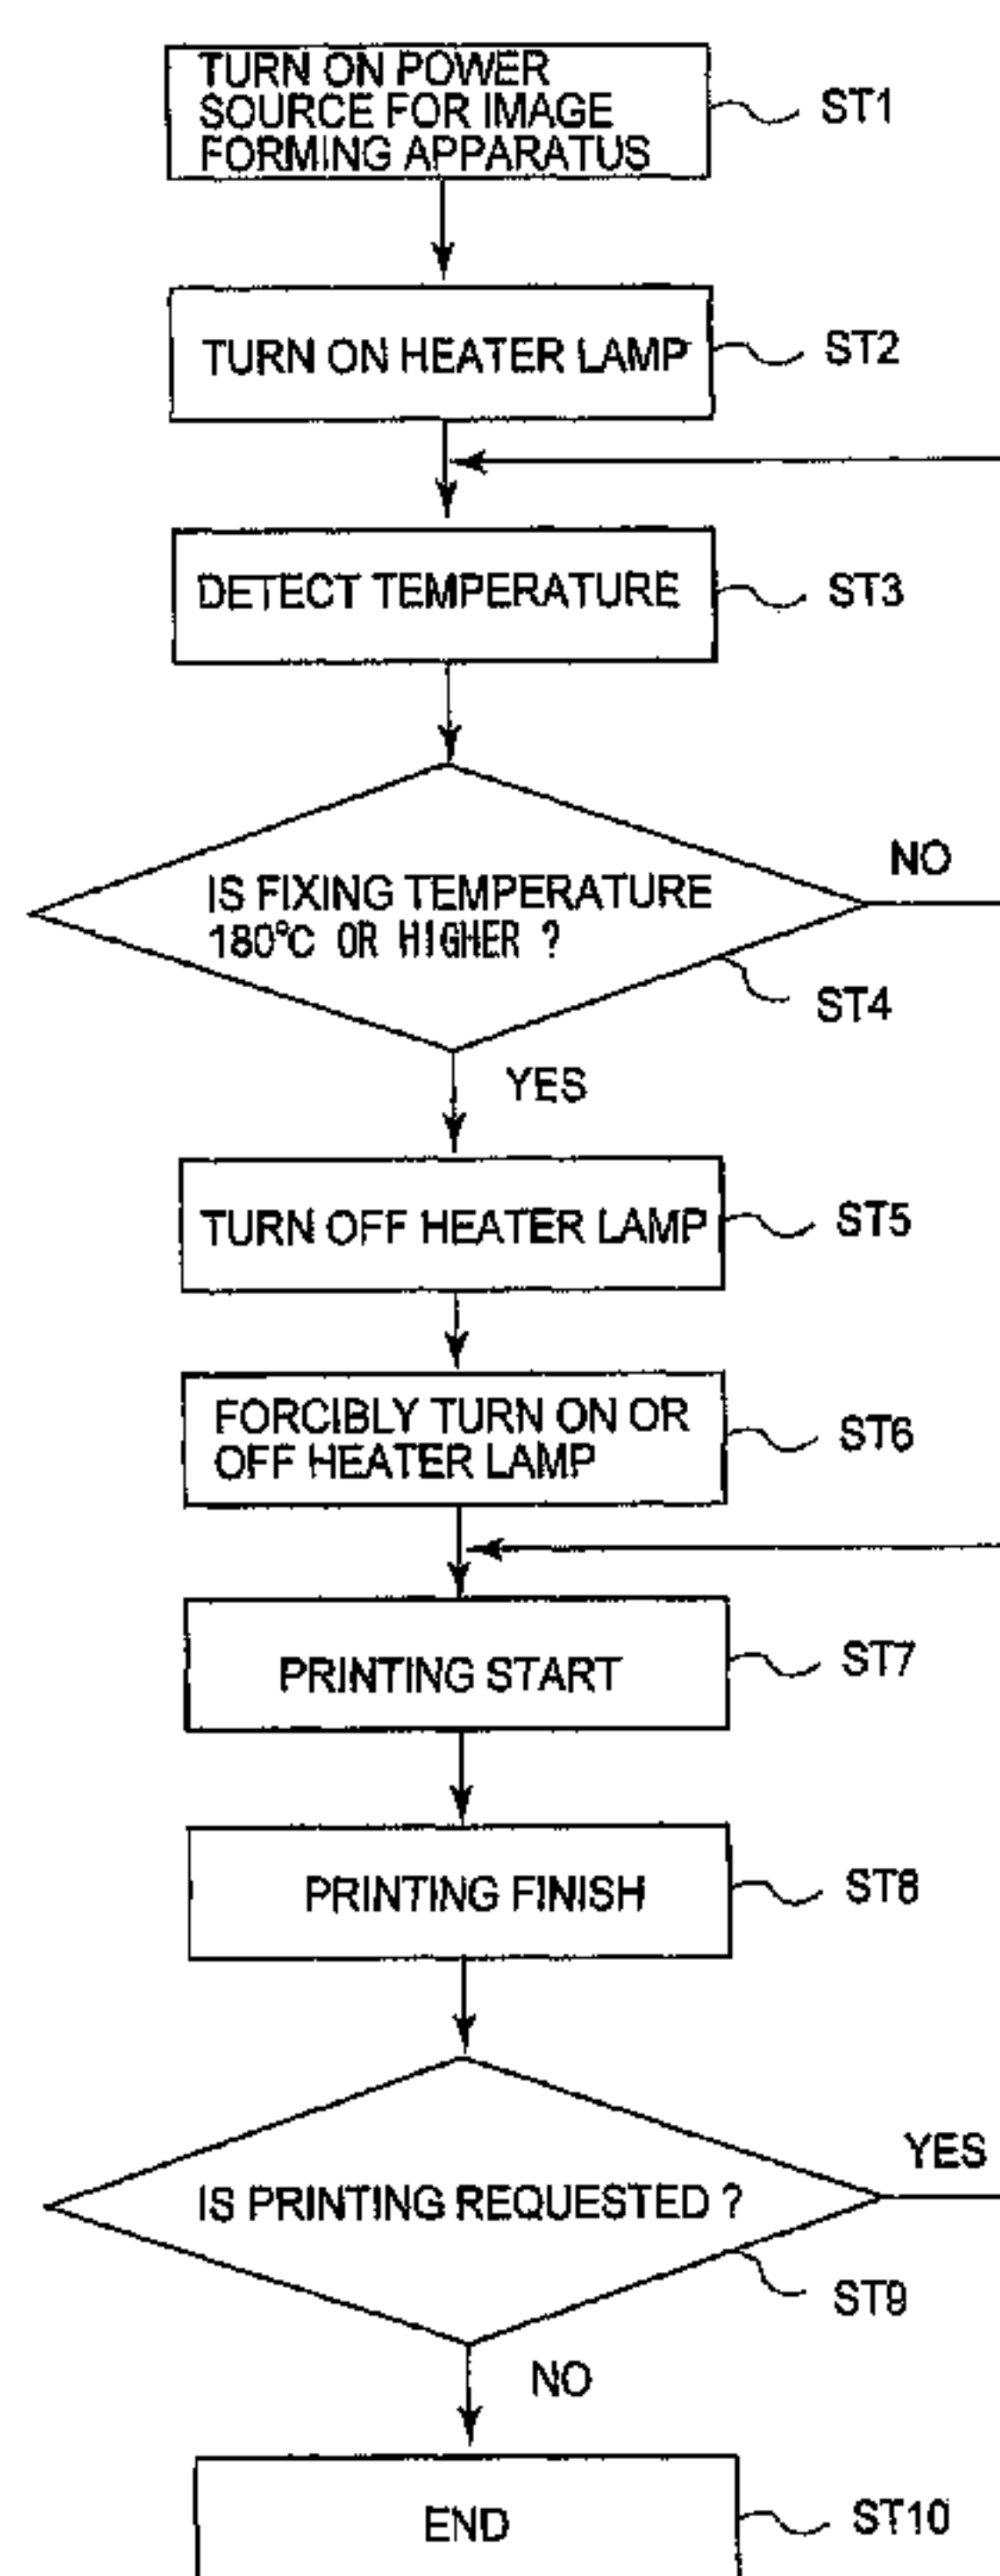 TURN ON POWER
SOURCE FOR IMAGE
FORMING APPARATUS
ST1
TURN ON HEATER LAMP
ST2
DETECT TEMPERATURE
ST3
IS FIXING TEMPERATURE
180°C OR HIGHER ?
NO
ST4
YES
TURN OFF HEATER LAMP
ST5
FORCIBLY TURN ON OR
OFF HEATER LAMP
ST6
PRINTING START
ST7
PRINTING FINISH
ST8
IS PRINTING REQUESTED ?
YES
ST9
NO
END
ST10